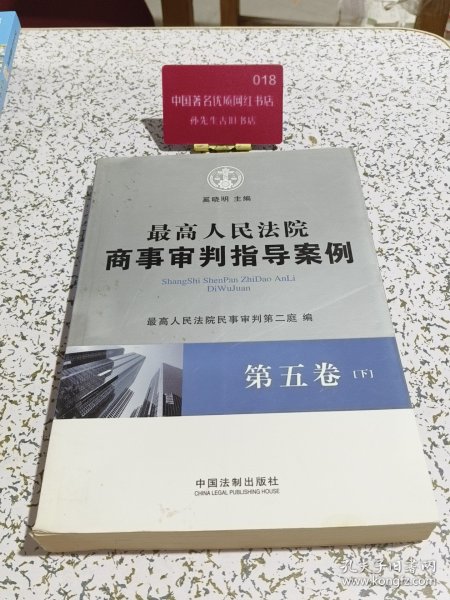 018
中国著名优质网红书店
孙先生古旧书店
奚晓明 主编
最高人民法院
商事审判指导案例
ShangShi ShenPan ZhiDao AnLi
DiWuJuan
最高人民法院民事审判第二庭 编
第五卷 [下]
中国法制出版社
CHINA LEGAL PUBLISHING HOUSE
孔夫子旧书网
www.kongfz.com